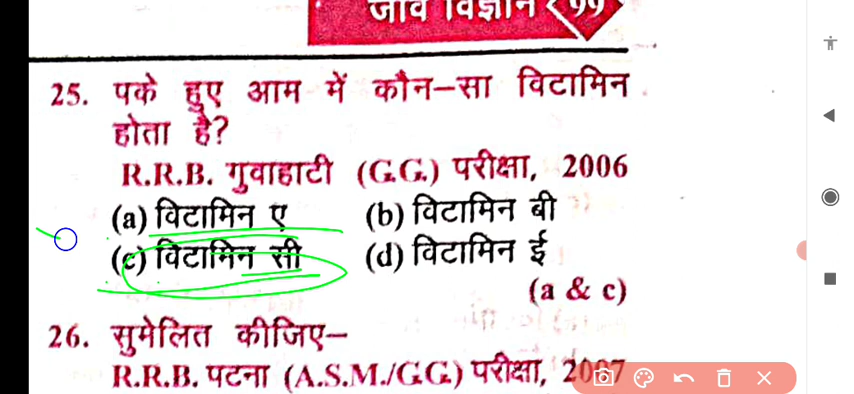 जीव विज्ञान 99
25. पके हुए आम में कौन-सा विटामिन
होता है?
R.R.B. गुवाहाटी (G.G.) परीक्षा, 2006
(a) विटामिन ए (b) विटामिन बी
(c) विटामिन सी (d) विटामिन ई
(a & c)
26. सुमेलित कीजिए–
R.R.B. पटना (A.S.M./G.G.) परीक्षा, 2007